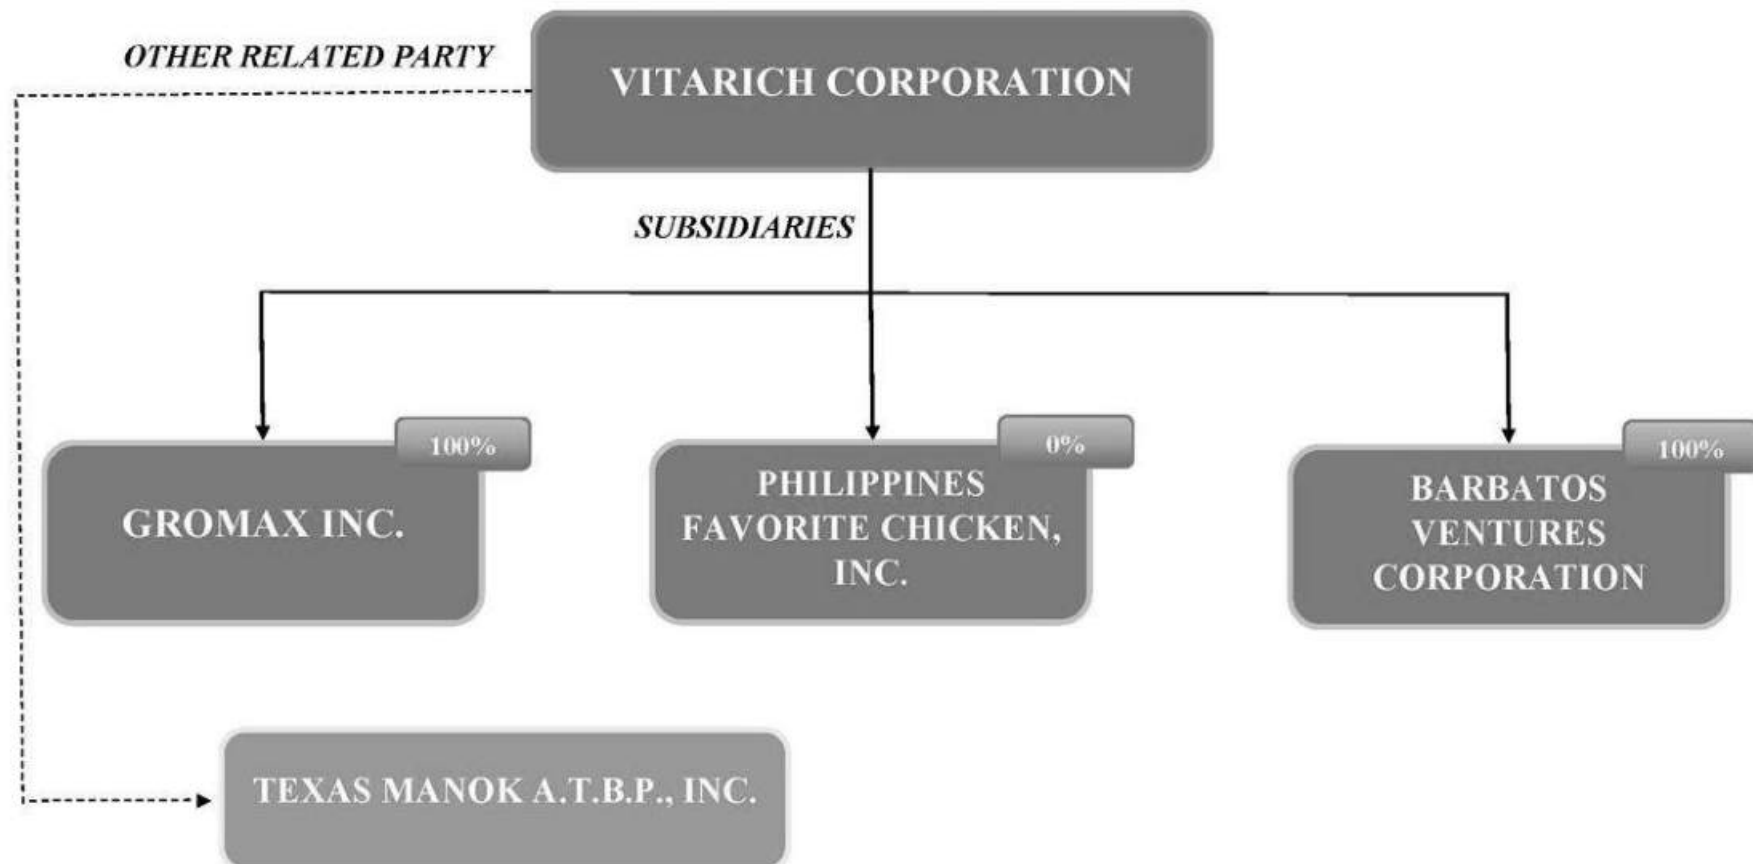 OTHER RELATED PARTY
VITARICH CORPORATION
SUBSIDIARIES
100%
GROMAX INC.
0%
PHILIPPINES
FAVORITE CHICKEN,
INC.
100%
BARBATOS
VENTURES
CORPORATION
TEXAS MANOK A.T.B.P., INC.